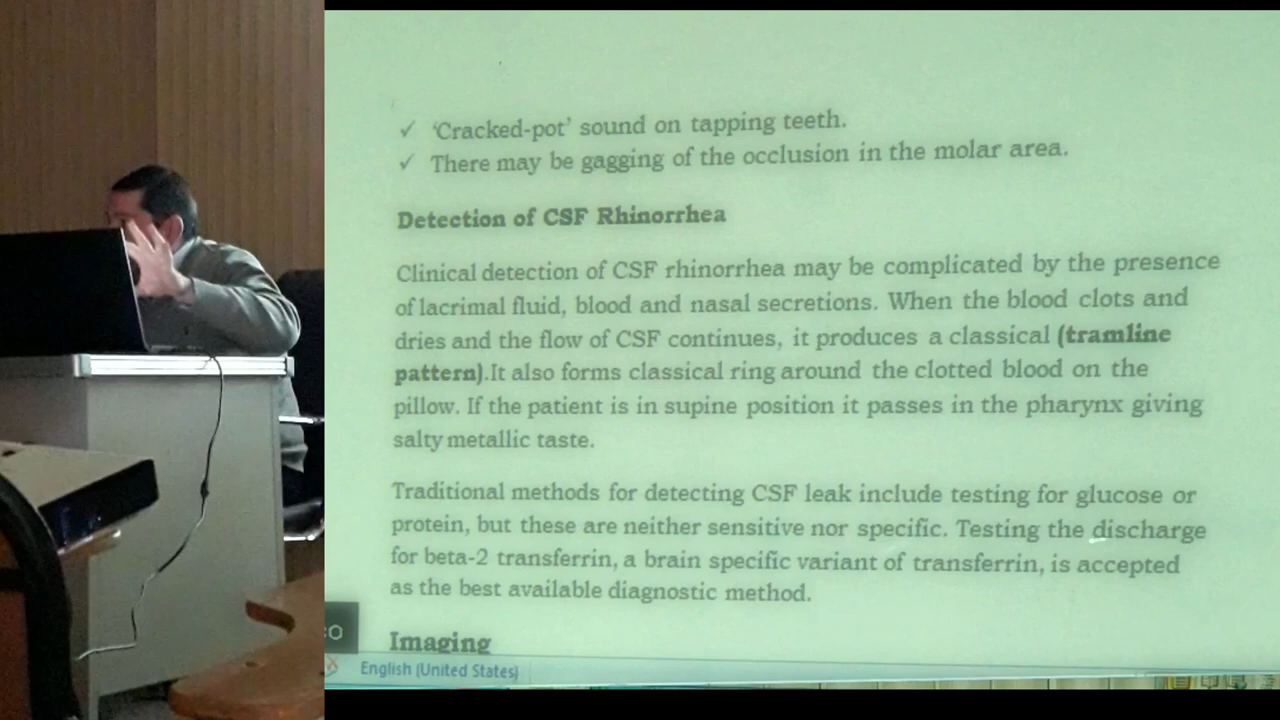 ✓ ‘Cracked-pot’ sound on tapping teeth.
✓ There may be gagging of the occlusion in the molar area.
Detection of CSF Rhinorrhea
Clinical detection of CSF rhinorrhea may be complicated by the presence
of lacrimal fluid, blood and nasal secretions. When the blood clots and
dries and the flow of CSF continues, it produces a classical (tramline
pattern).It also forms classical ring around the clotted blood on the
pillow. If the patient is in supine position it passes in the pharynx giving
salty metallic taste.
Traditional methods for detecting CSF leak include testing for glucose or
protein, but these are neither sensitive nor specific. Testing the discharge
for beta-2 transferrin, a brain specific variant of transferrin, is accepted
as the best available diagnostic method.
Imaging
English (United States)